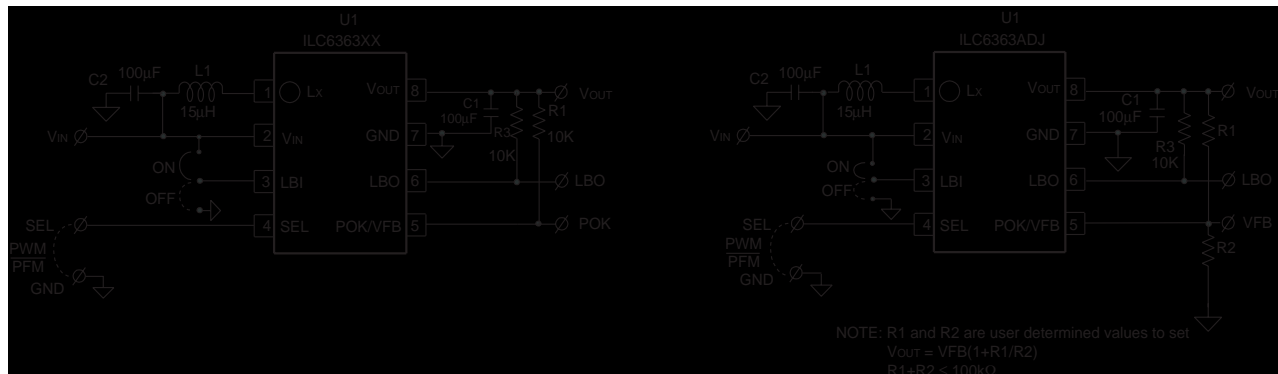 U1
ILC6363XX
C2
100μF
L1
15μH
1
LX
VOUT
8
VOUT
C1
100μF
R3
10K
R1
10K
VIN
2
VIN
GND
7
ON
OFF
3
LBI
LBO
6
LBO
SEL
4
SEL
POK/VFB
5
POK
PWM
PFM
GND
U1
ILC6363ADJ
C2
100μF
L1
15μH
1
LX
VOUT
8
VOUT
C1
100μF
R3
10K
R1
VIN
2
VIN
GND
7
ON
OFF
3
LBI
LBO
6
LBO
SEL
4
SEL
POK/VFB
5
VFB
R2
PWM
PFM
GND
NOTE: R1 and R2 are user determined values to set
VOUT = VFB(1+R1/R2)
R1+R2 ≤ 100kΩ